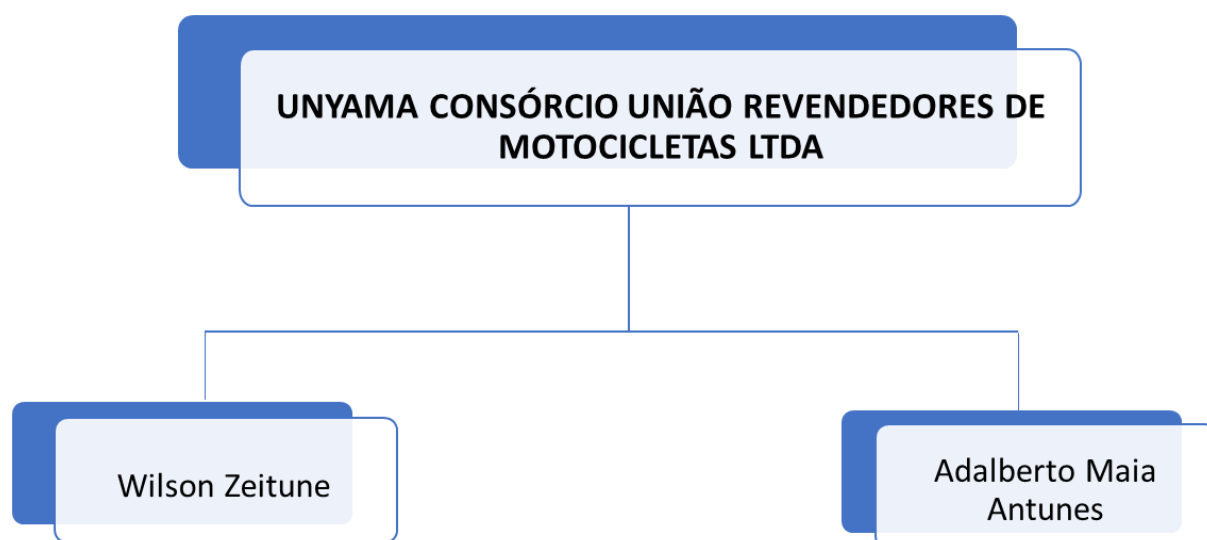 UNYAMA CONSÓRCIO UNIÃO REVENDEDORES DE
MOTOCICLETAS LTDA
Wilson Zeitune
Adalberto Maia
Antunes